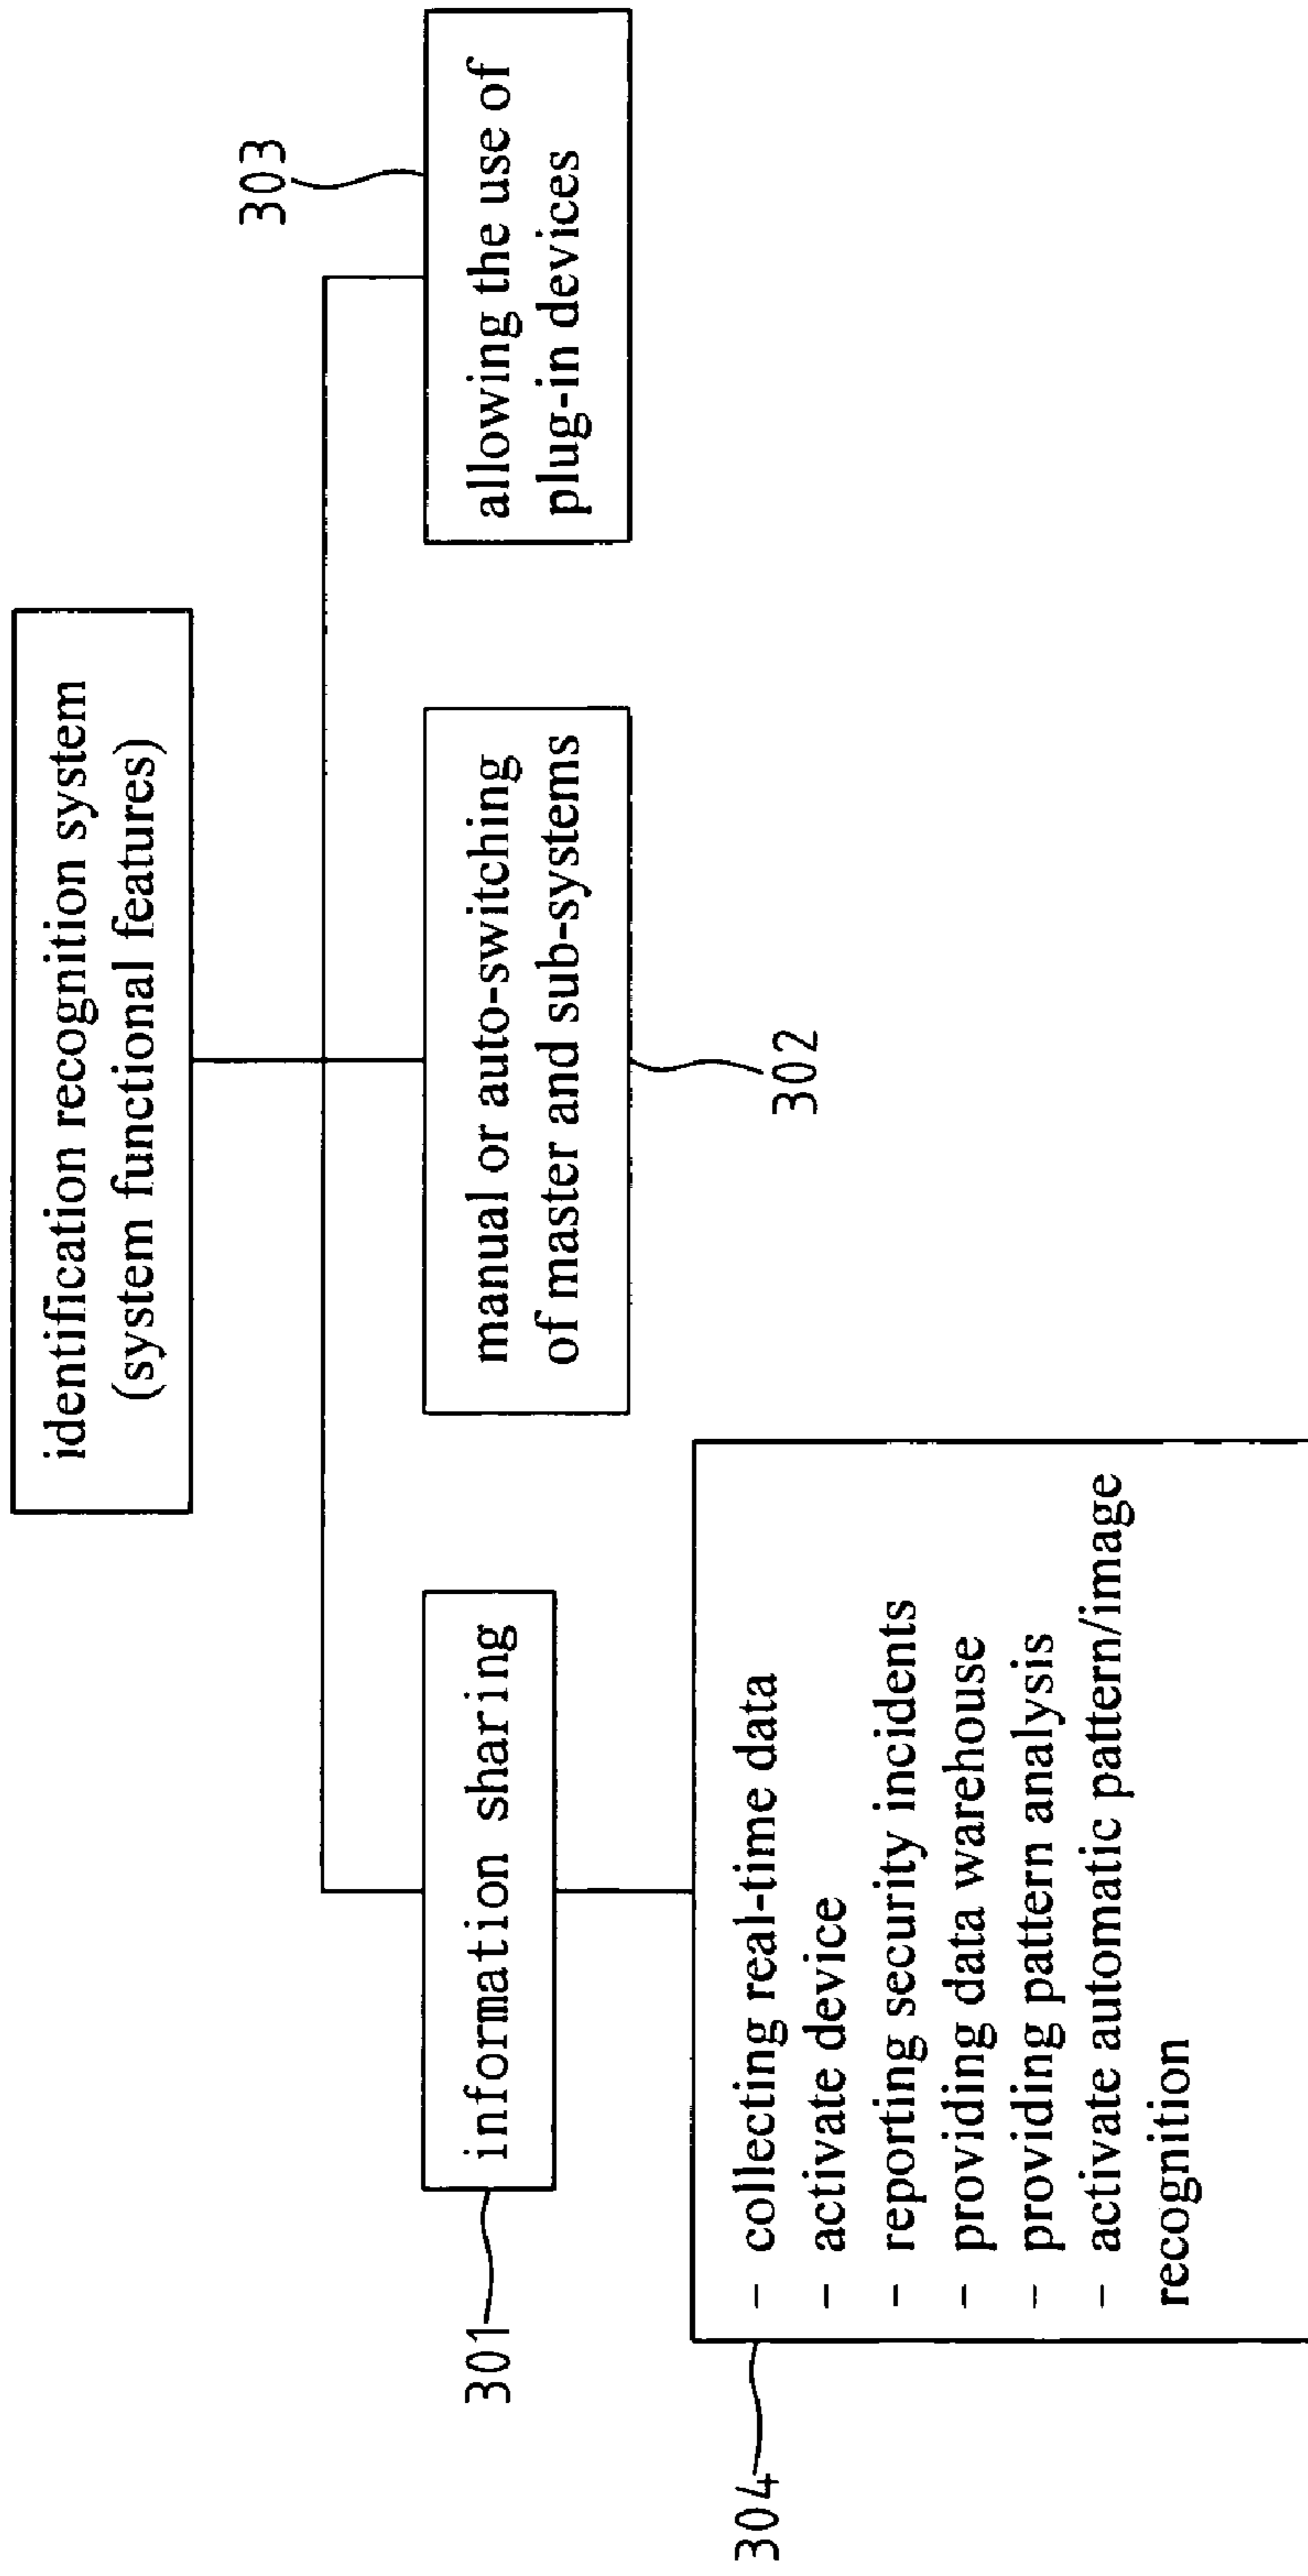 identification recognition system
(system functional features)
303
301
information sharing
manual or auto-switching
of master and sub-systems
302
allowing the use of
plug-in devices
304
- collecting real-time data
- activate device
- reporting security incidents
- providing data warehouse
- providing pattern analysis
- activate automatic pattern/image
recognition